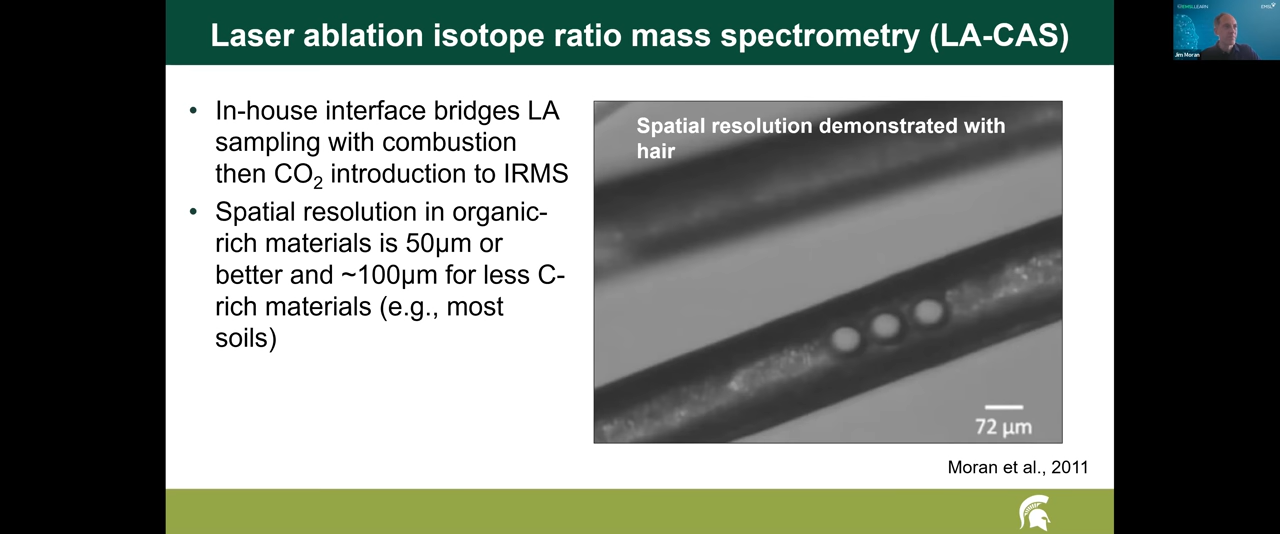 Laser ablation isotope ratio mass spectrometry (LA-CAS)
• In-house interface bridges LA
sampling with combustion
then CO₂ introduction to IRMS
• Spatial resolution in organic-
rich materials is 50µm or
better and ~100µm for less C-
rich materials (e.g., most
soils)
Spatial resolution demonstrated with
hair
72 µm
Moran et al., 2011
Jim Moran